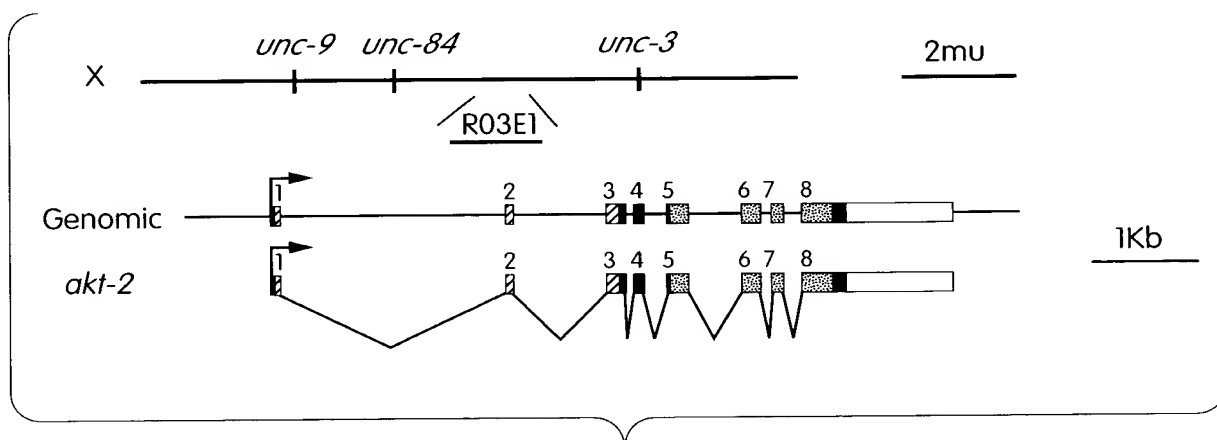 unc-9 unc-84 unc-3
X 2mu
R03E1
1 2 3 4 5 6 7 8
Genomic
1Kb
1 2 3 4 5 6 7 8
akt-2